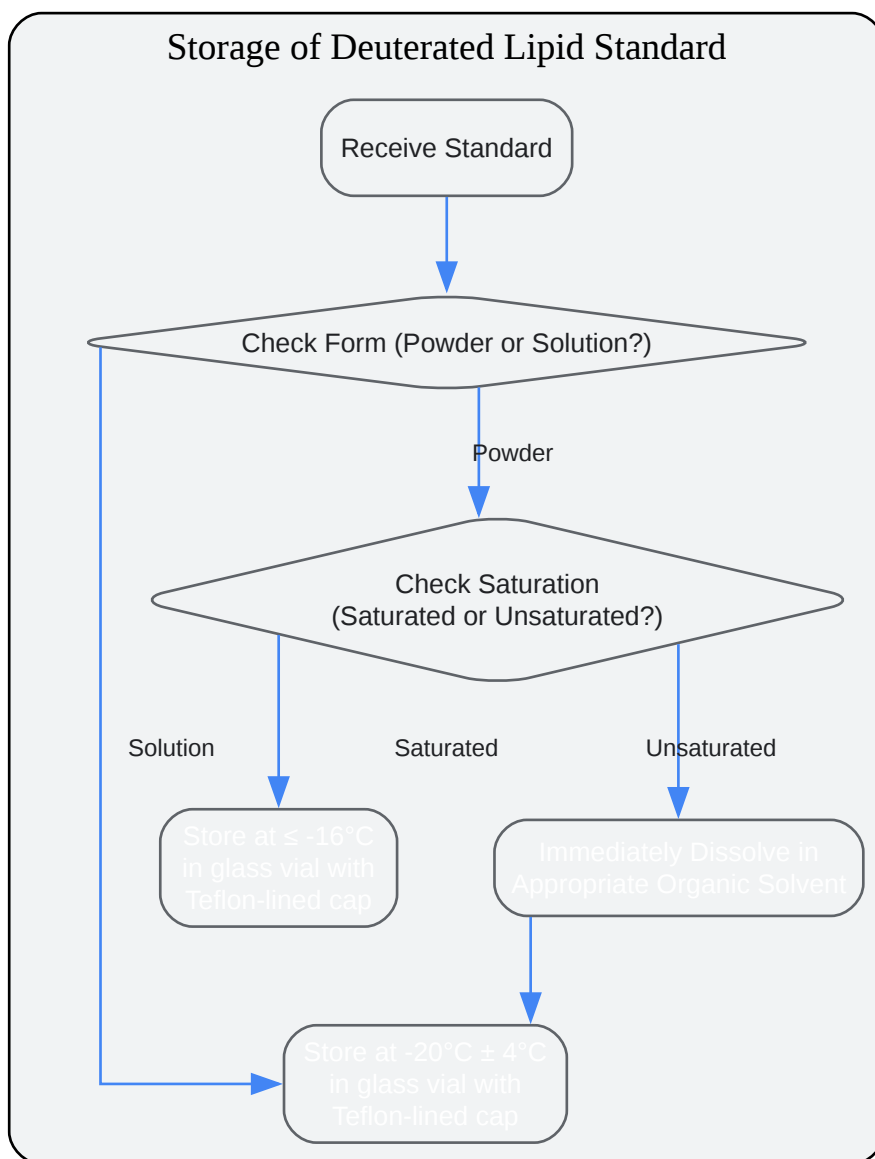 Storage of Deuterated Lipid Standard
Receive Standard
Check Form (Powder or Solution?)
Powder
Check Saturation
(Saturated or Unsaturated?)
Solution
Saturated
Unsaturated
Store at ≤ -16°C
in glass vial with
Teflon-lined cap
Immediately Dissolve in
Appropriate Organic Solvent
Store at -20°C ± 4°C
in glass vial with
Teflon-lined cap